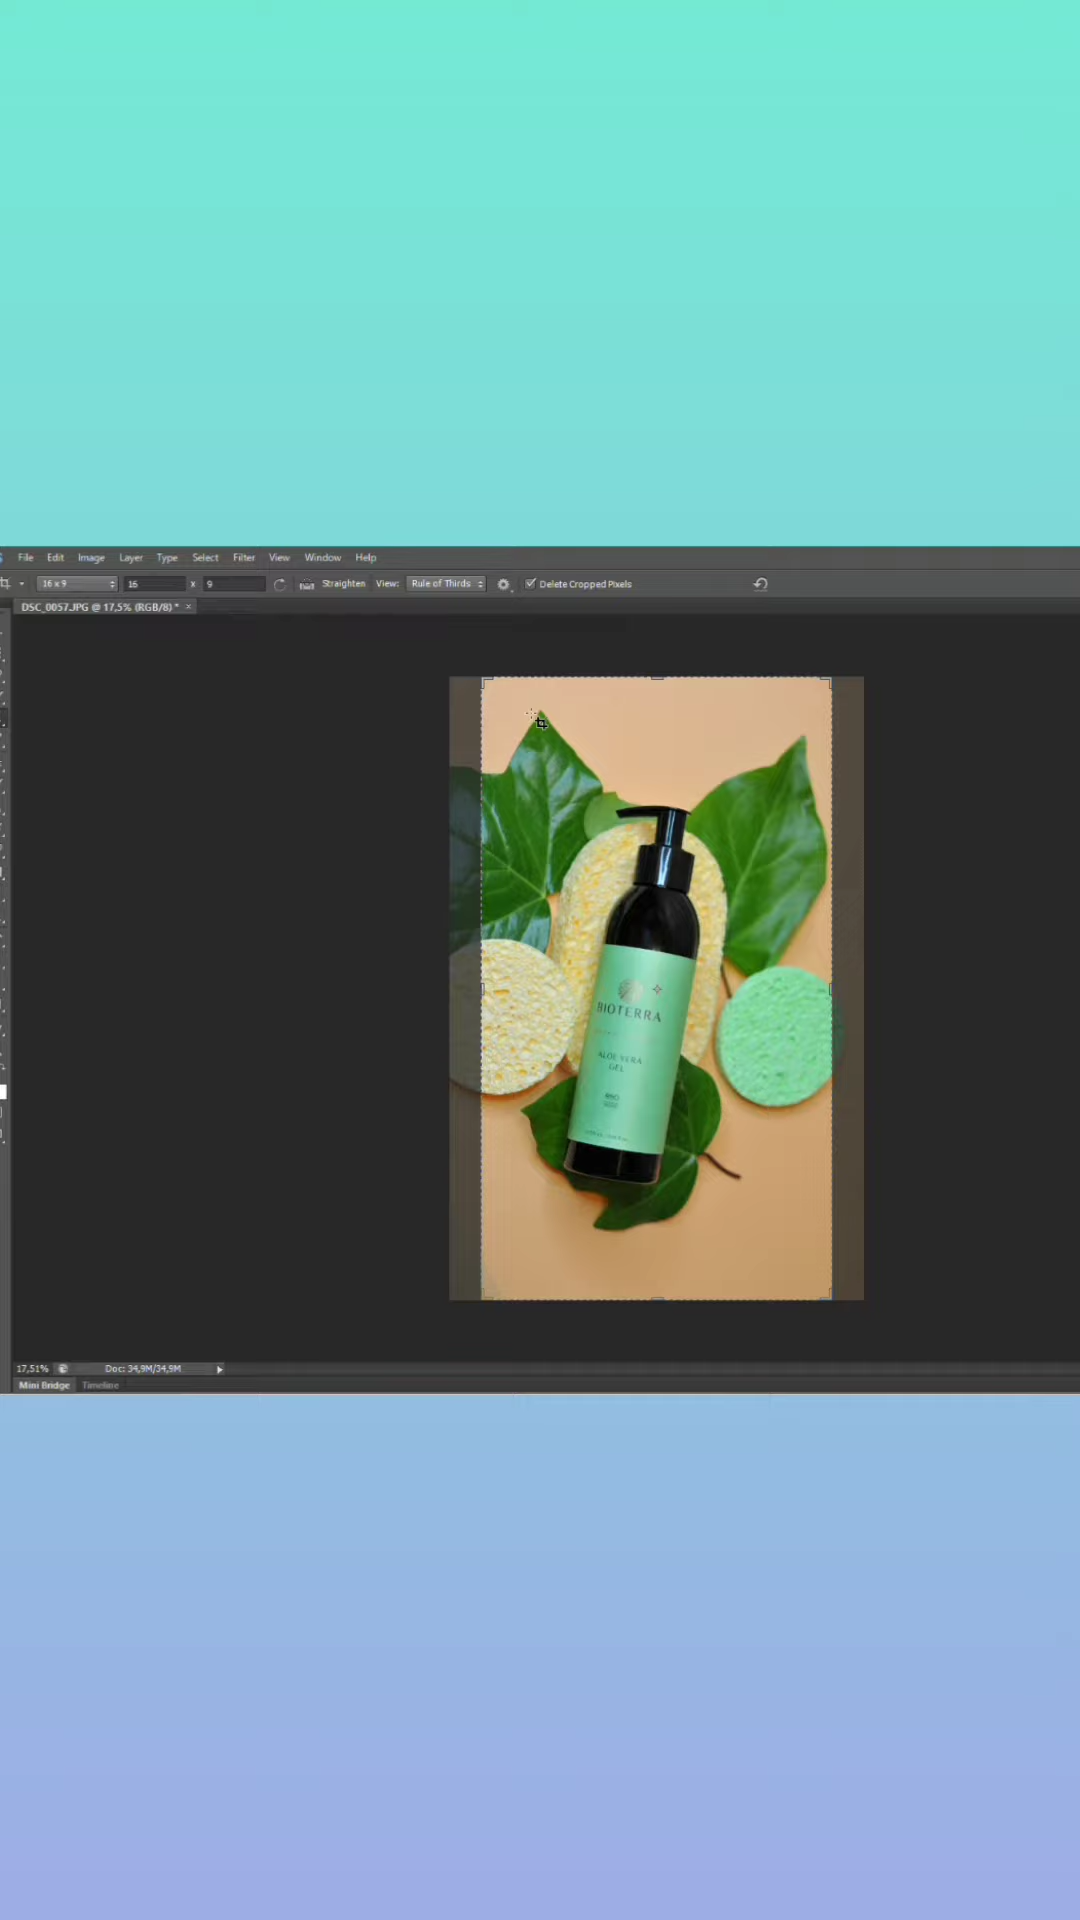 File Edit Image Layer Type Select Filter View Window Help
16 x 9 16 x 9 Straighten View: Rule of Thirds Delete Cropped Pixels
DSC_0057.JPG @ 17,5% (RGB/8) * ×
BIOTERRA
ALOE VERA
GEL
17,51% Doc: 34,9M/34,9M
Mini Bridge Timeline